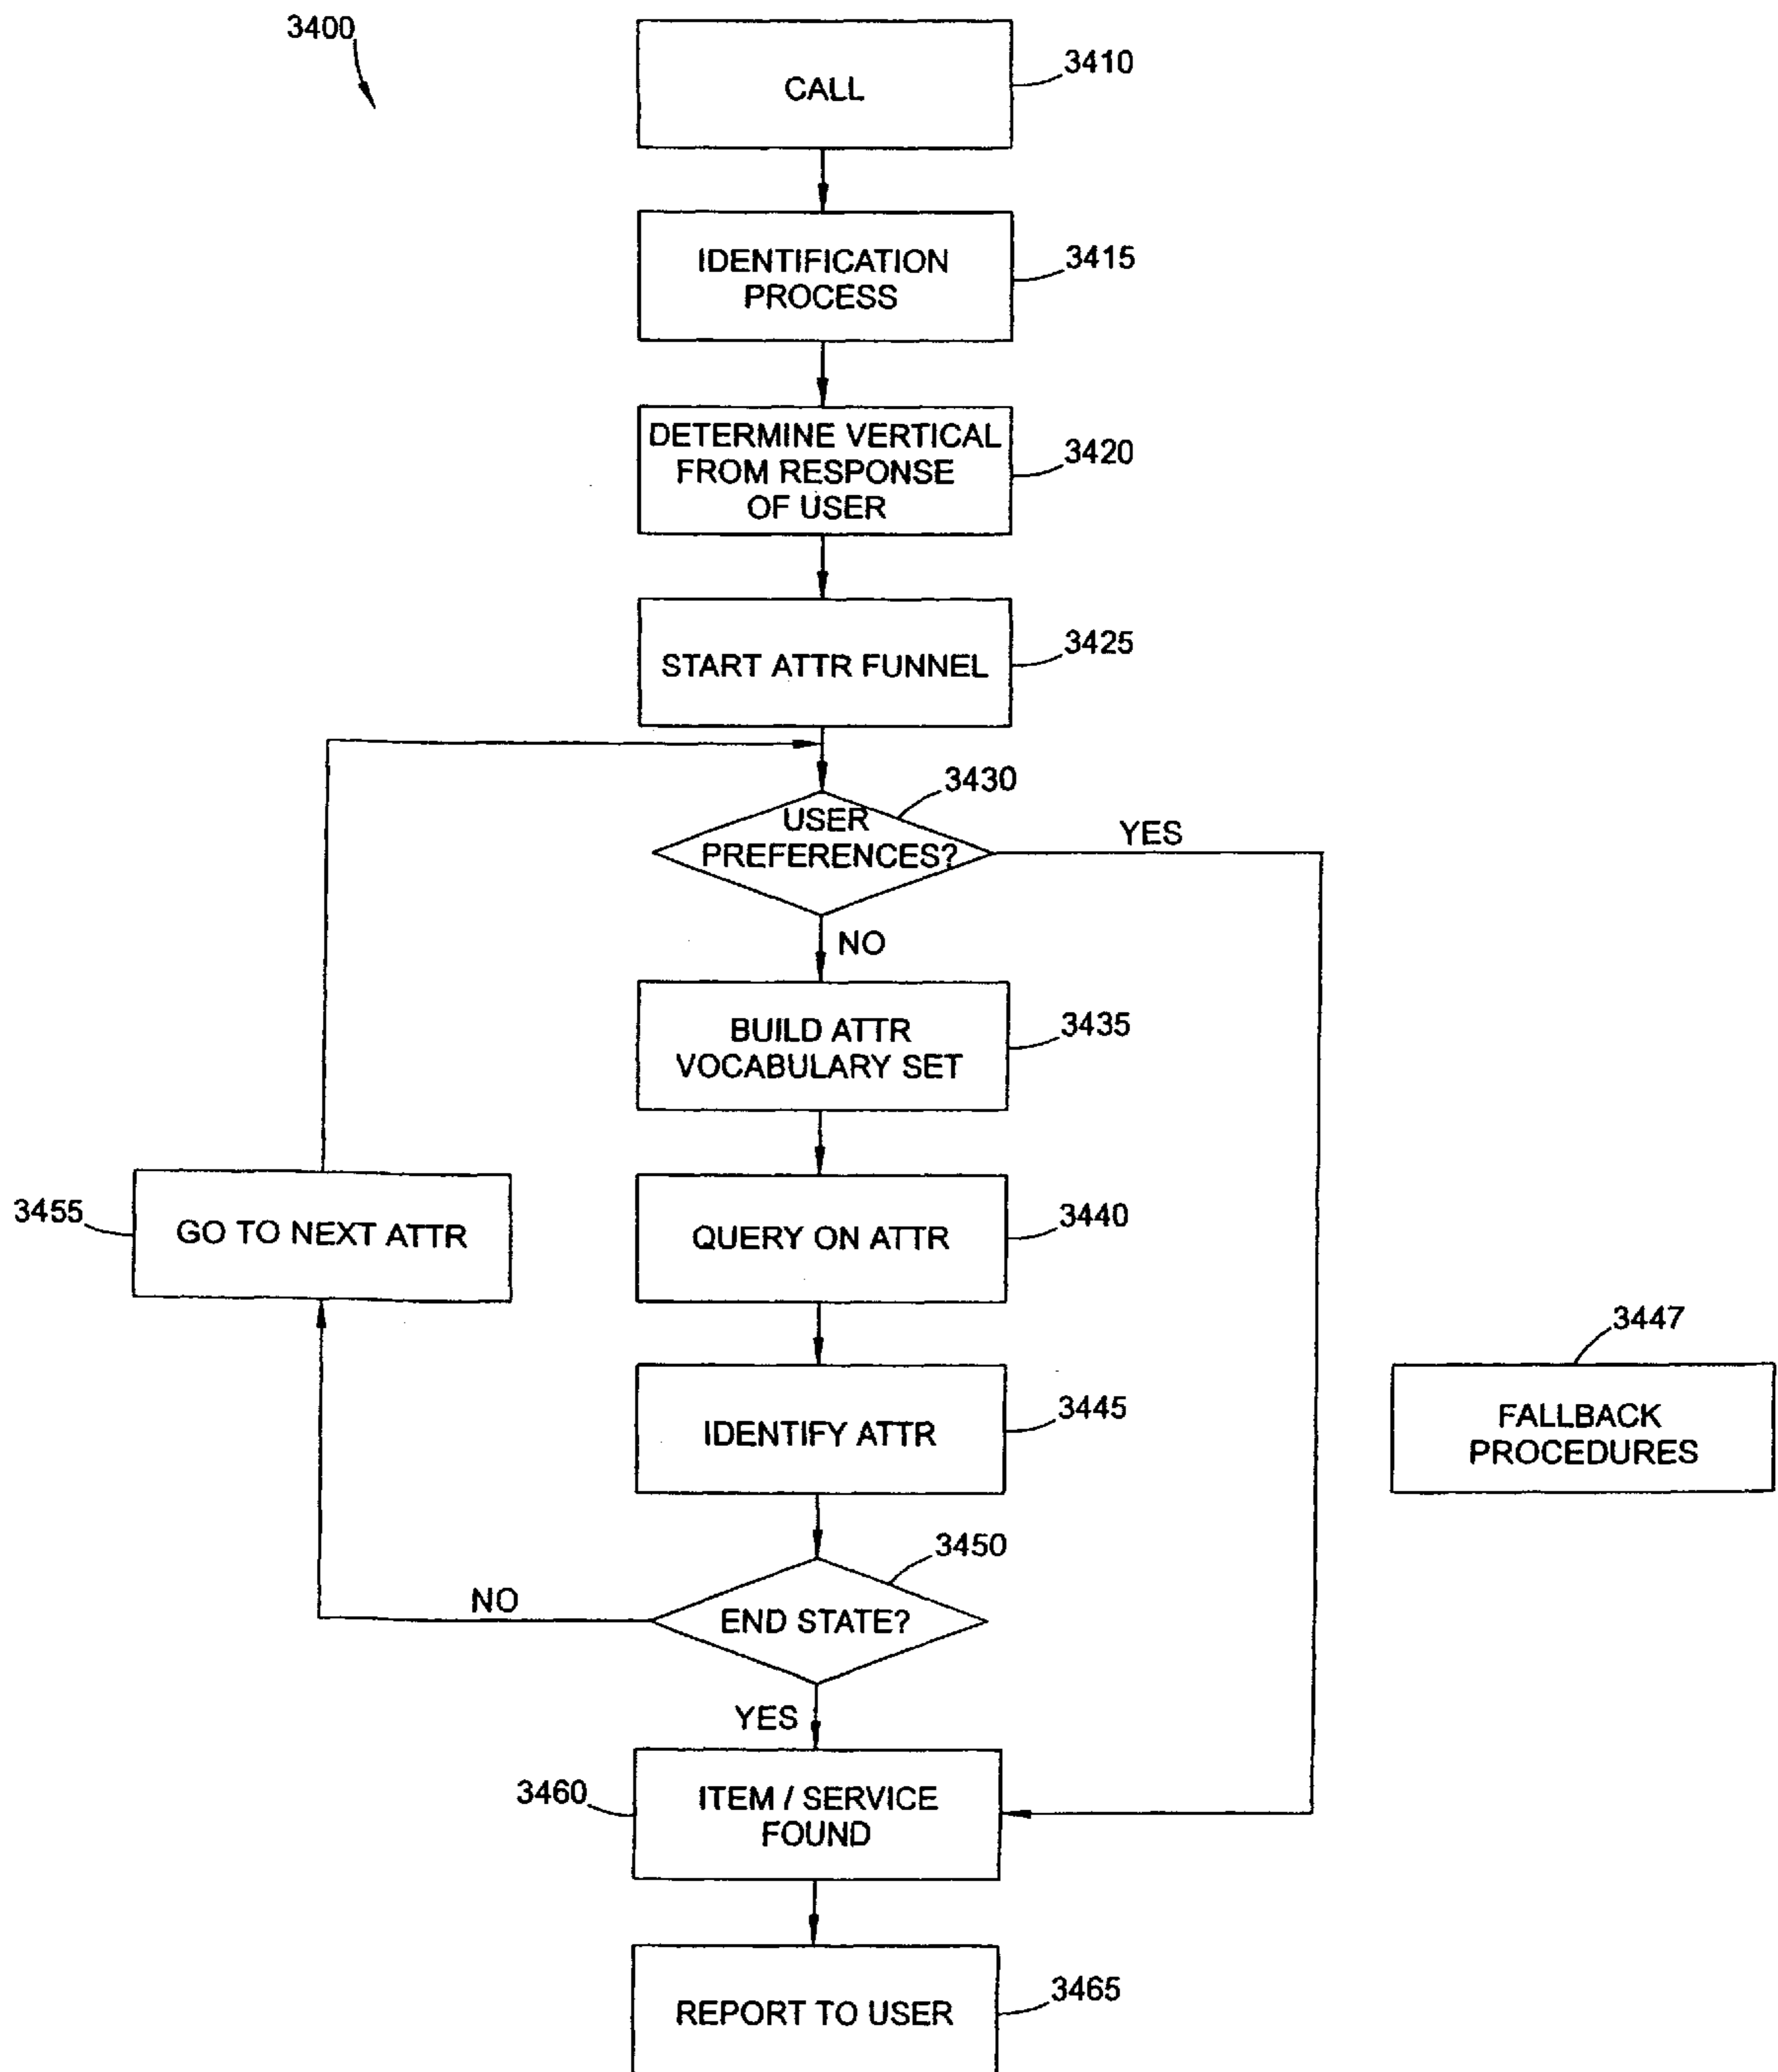 3400
CALL
3410
IDENTIFICATION
PROCESS
3415
DETERMINE VERTICAL
FROM RESPONSE
OF USER
3420
START ATTR FUNNEL
3425
3430
USER
PREFERENCES?
YES
NO
BUILD ATTR
VOCABULARY SET
3435
3455
GO TO NEXT ATTR
QUERY ON ATTR
3440
3447
FALLBACK
PROCEDURES
IDENTIFY ATTR
3445
3450
END STATE?
NO
YES
3460
ITEM / SERVICE
FOUND
REPORT TO USER
3465